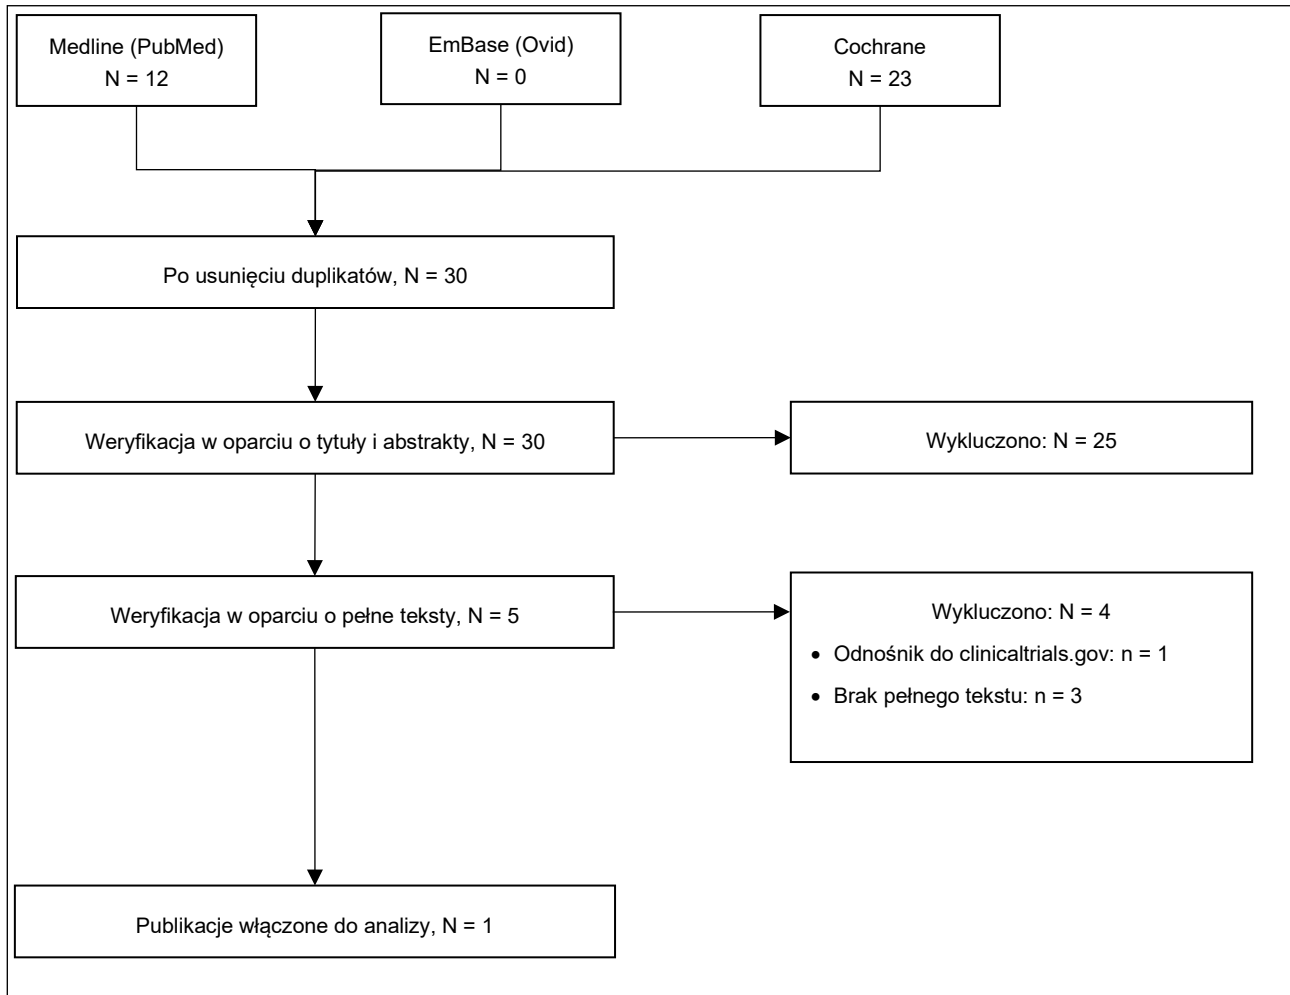 Medline (PubMed)
N = 12
EmBase (Ovid)
N = 0
Cochrane
N = 23
Po usunięciu duplikatów, N = 30
Weryfikacja w oparciu o tytuły i abstrakty, N = 30
Wykluczono: N = 25
Weryfikacja w oparciu o pełne teksty, N = 5
Wykluczono: N = 4
• Odnośnik do clinicaltrials.gov: n = 1
• Brak pełnego tekstu: n = 3
Publikacje włączone do analizy, N = 1